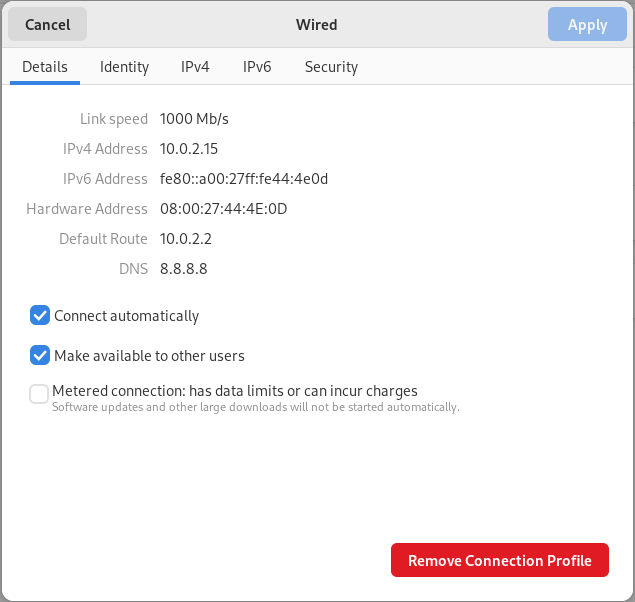 Cancel Wired Apply
Details Identity IPv4 IPv6 Security
Link speed 1000 Mb/s
IPv4 Address 10.0.2.15
IPv6 Address fe80::a00:27ff:fe44:4e0d
Hardware Address 08:00:27:44:4E:0D
Default Route 10.0.2.2
DNS 8.8.8.8
Connect automatically
Make available to other users
Metered connection: has data limits or can incur charges
Software updates and other large downloads will not be started automatically.
Remove Connection Profile